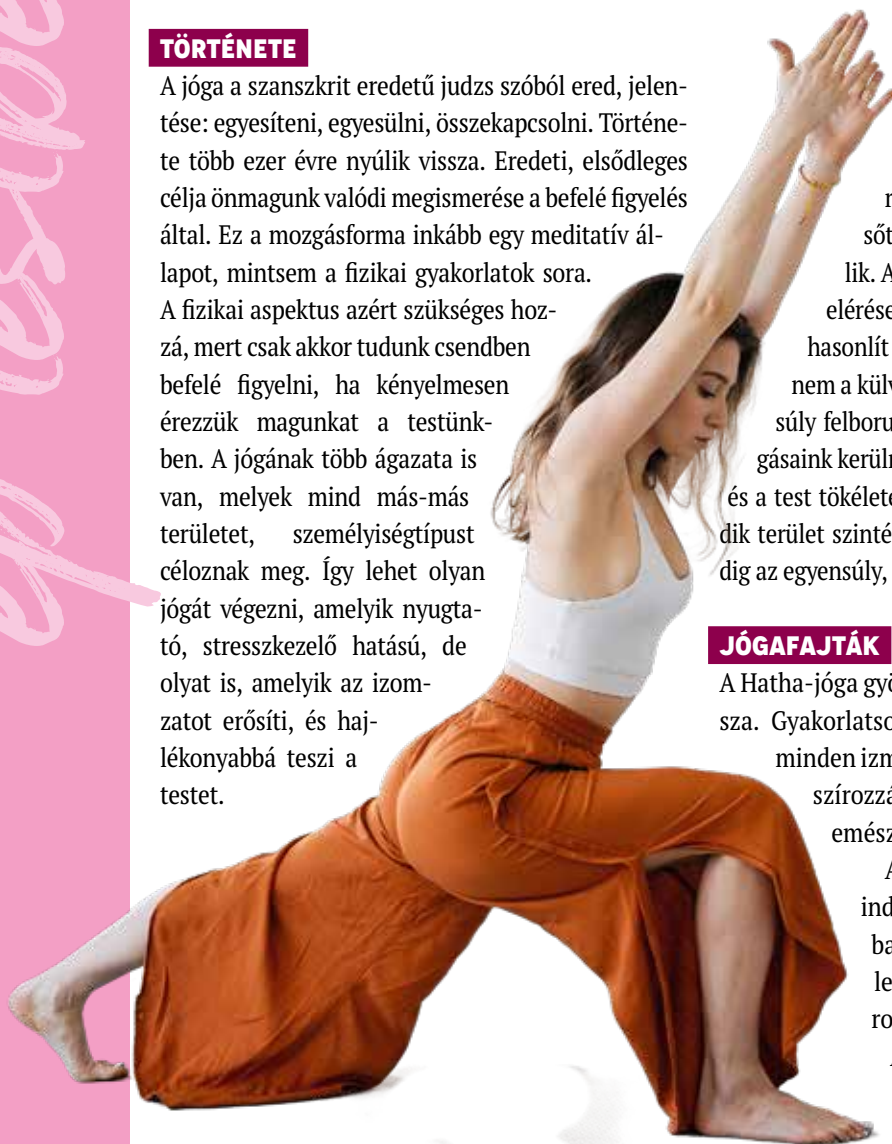 TÖRTÉNETE
A jóga a szanszkrit eredetű judzs szóból ered, jelen-
tése: egyesíteni, egyesülni, összekapcsolni. Történe-
te több ezer évre nyúlik vissza. Eredeti, elsődleges
célja önmagunk valódi megismerése a befelé figyelés
által. Ez a mozgásforma inkább egy meditatív ál-
lapot, mintsem a fizikai gyakorlatok sora.
A fizikai aspektus azért szükséges hoz-
zá, mert csak akkor tudunk csendben
befelé figyelni, ha kényelmesen
érezzük magunkat a testünk-
ben. A jógának több ágazata is
van, melyek mind más-más
területet, személyiségtípust
céloznak meg. Így lehet olyan
jógát végezni, amelyik nyugta-
tó, stresszkezelő hatású, de
olyat is, amelyik az izom-
zatot erősíti, és haj-
lékonyabbá teszi a
testet.
sőt
lik. A
elérése
hasonlít
nem a külv
súly felboru
gásaink kerüln
és a test tökélete
dik terület szinté
dig az egyensúly,
JÓGAFAJTÁK
A Hatha-jóga gyö
sza. Gyakorlatso
minden izm
szírozzá
emész
A
ind
ba
le
ro